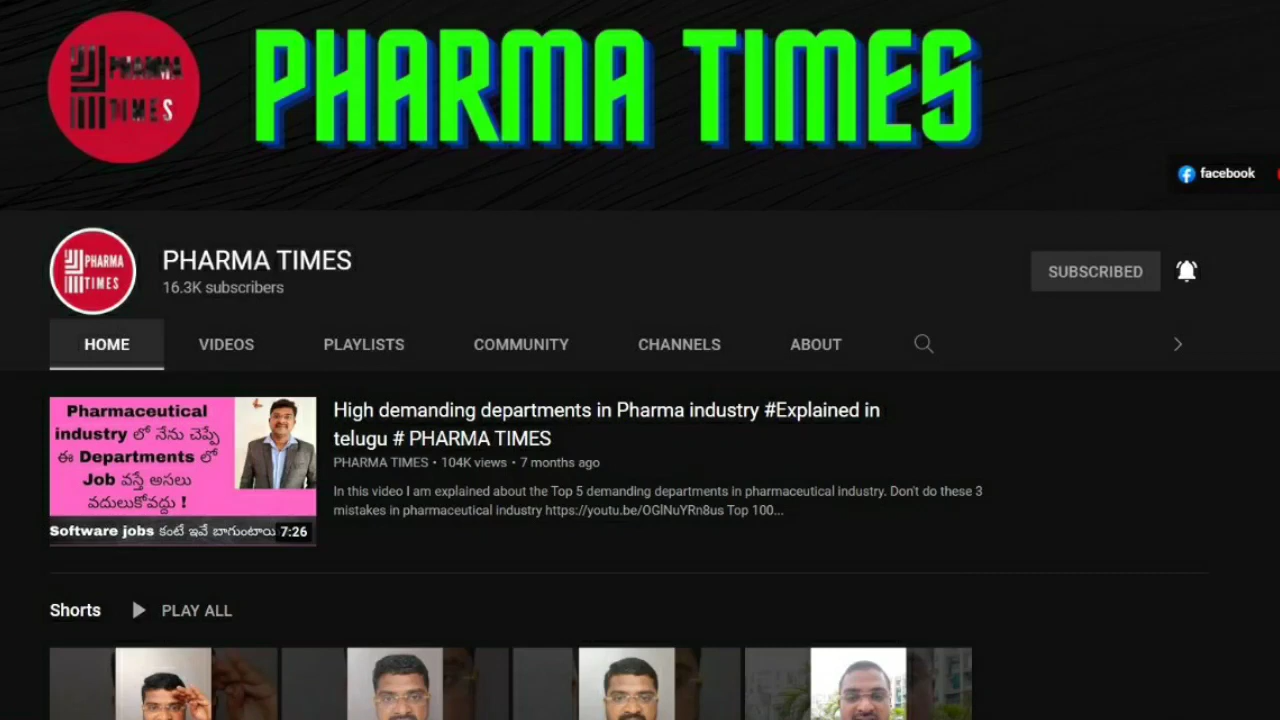 PHARMA
TIMES
PHARMA TIMES
facebook
PHARMA
TIMES
PHARMA TIMES
16.3K subscribers
SUBSCRIBED
HOME
VIDEOS
PLAYLISTS
COMMUNITY
CHANNELS
ABOUT
Pharmaceutical
industry లో నేను చెప్పే
ఈ Departments లో
Job వస్తే అసలు
వదులుకోవద్దు !
Software jobs కంటే ఇవే బాగుంటాయి
7:26
High demanding departments in Pharma industry #Explained in
telugu # PHARMA TIMES
PHARMA TIMES • 104K views • 7 months ago
In this video I am explained about the Top 5 demanding departments in pharmaceutical industry. Don't do these 3
mistakes in pharmaceutical industry https://youtu.be/OGlNuYRn8us Top 100...
Shorts
PLAY ALL